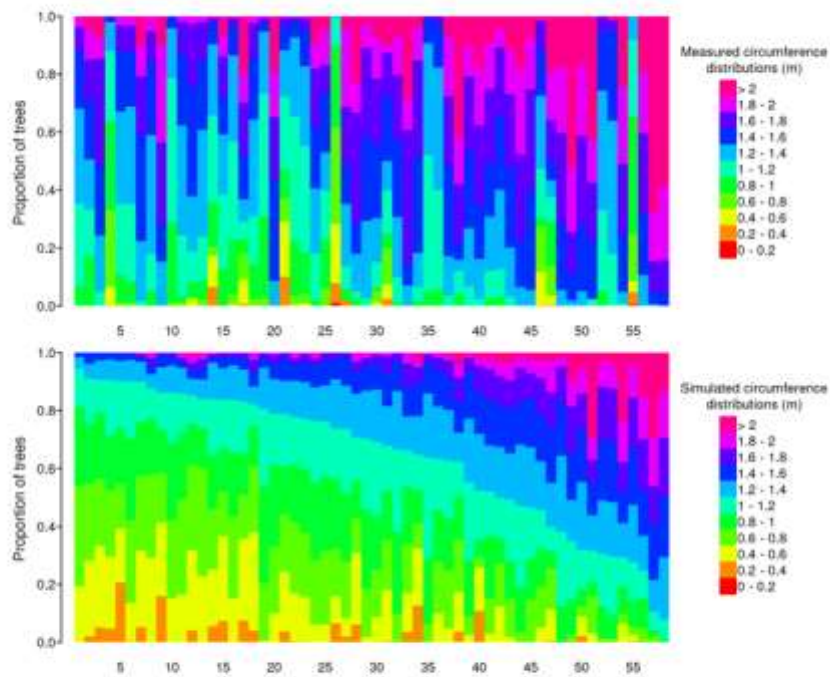 Proportion of trees
1.0
0.8
0.6
0.4
0.2
0.0
5 10 15 20 25 30 35 40 45 50 55
Measured circumference
distributions (m)
> 2
1.8 - 2
1.6 - 1.8
1.4 - 1.6
1.2 - 1.4
1 - 1.2
0.8 - 1
0.6 - 0.8
0.4 - 0.6
0.2 - 0.4
0 - 0.2
Proportion of trees
1.0
0.8
0.6
0.4
0.2
0.0
5 10 15 20 25 30 35 40 45 50 55
Simulated circumference
distributions (m)
> 2
1.8 - 2
1.6 - 1.8
1.4 - 1.6
1.2 - 1.4
1 - 1.2
0.8 - 1
0.6 - 0.8
0.4 - 0.6
0.2 - 0.4
0 - 0.2